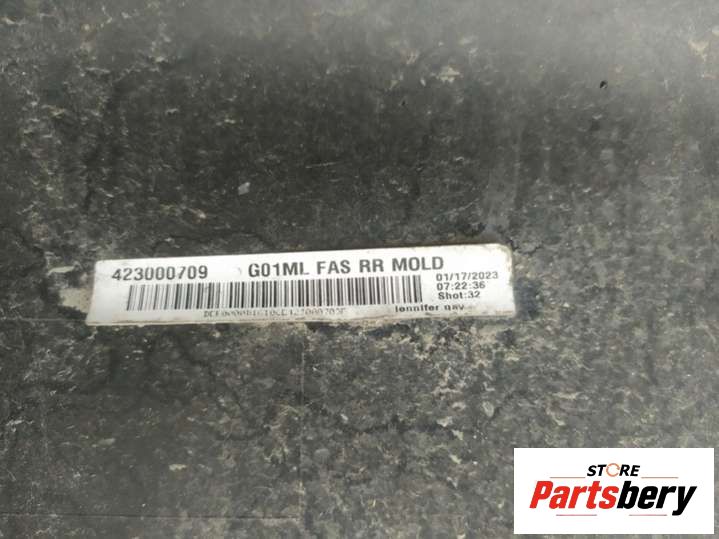 423000709 G01ML FAS RR MOLD
01/17/2023
07:22:36
Shot:32
STORE
Partsbery